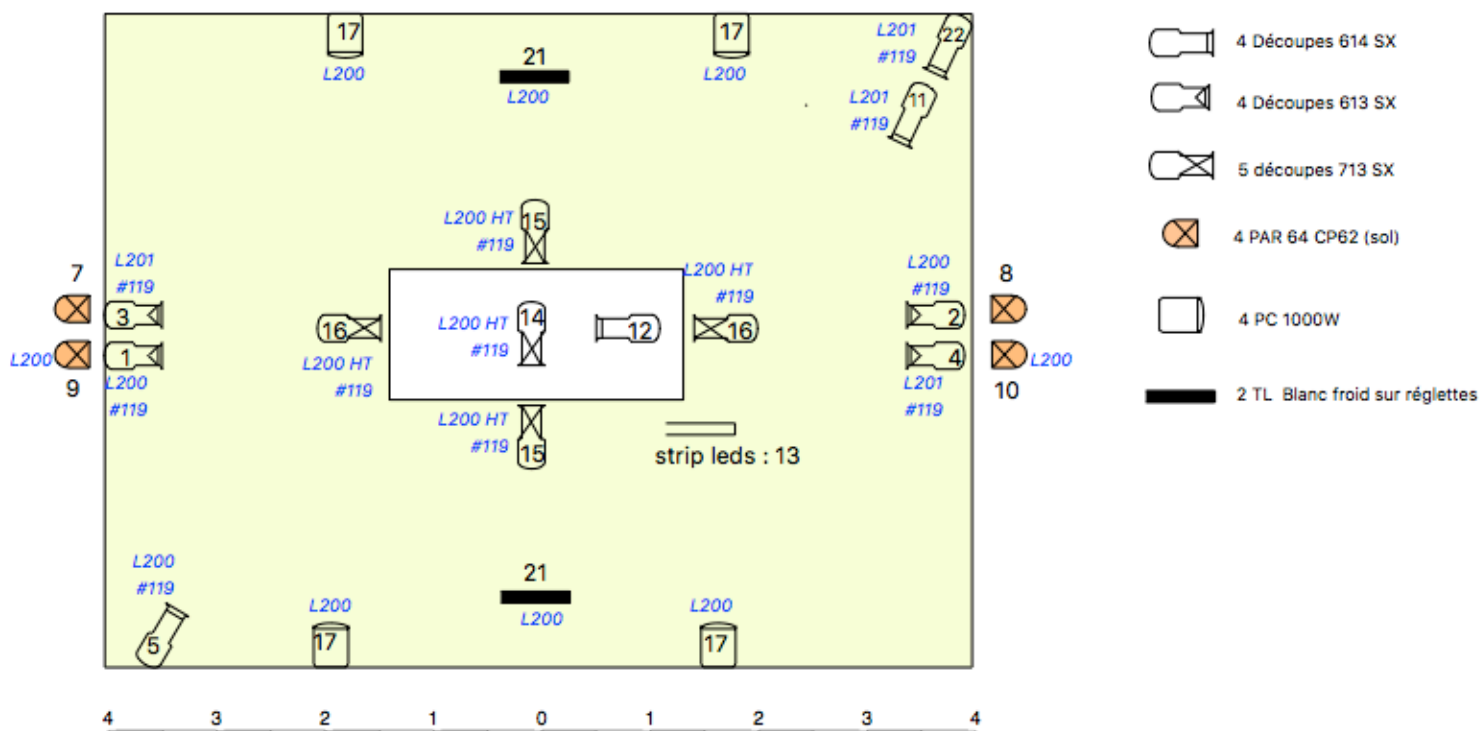 17
L200
21
L200
17
L200
L201
#119
22
L201
#119
11
L200 HT
#119
15
7
L201
#119
3
L200
9
1
L200
#119
16
L200 HT
#119
L200 HT
#119
14
12
L200 HT
#119
16
L200
#119
2
8
4
L201
#119
L200
10
L200 HT
#119
15
strip leds : 13
L200
#119
5
L200
17
21
L200
L200
17
4 3 2 1 0 1 2 3 4
4 Découpes 614 SX
4 Découpes 613 SX
5 découpes 713 SX
4 PAR 64 CP62 (sol)
4 PC 1000W
2 TL Blanc froid sur réglettes